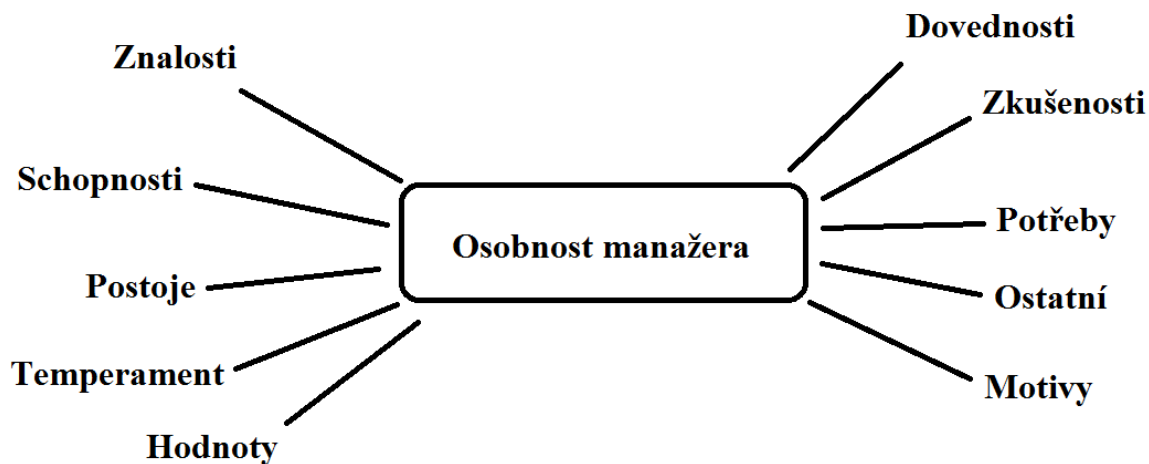 Dovednosti
Znalosti
Zkušenosti
Schopnosti
Potřeby
Osobnost manažera
Postoje
Ostatní
Temperament
Motivy
Hodnoty